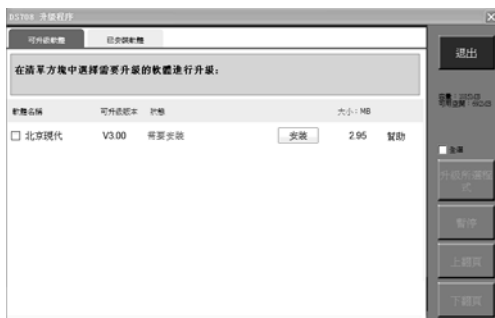 DS708 升級程序
可升級軟體 已安裝軟體
退出
在清單方塊中選擇需要升級的軟體進行升級:
軟體名稱 可升級版本 狀態 大小:MB
北京現代 V3.00 需要安裝 安裝 2.95 幫助
全選
升級所選程式
暫停
上翻頁
下翻頁